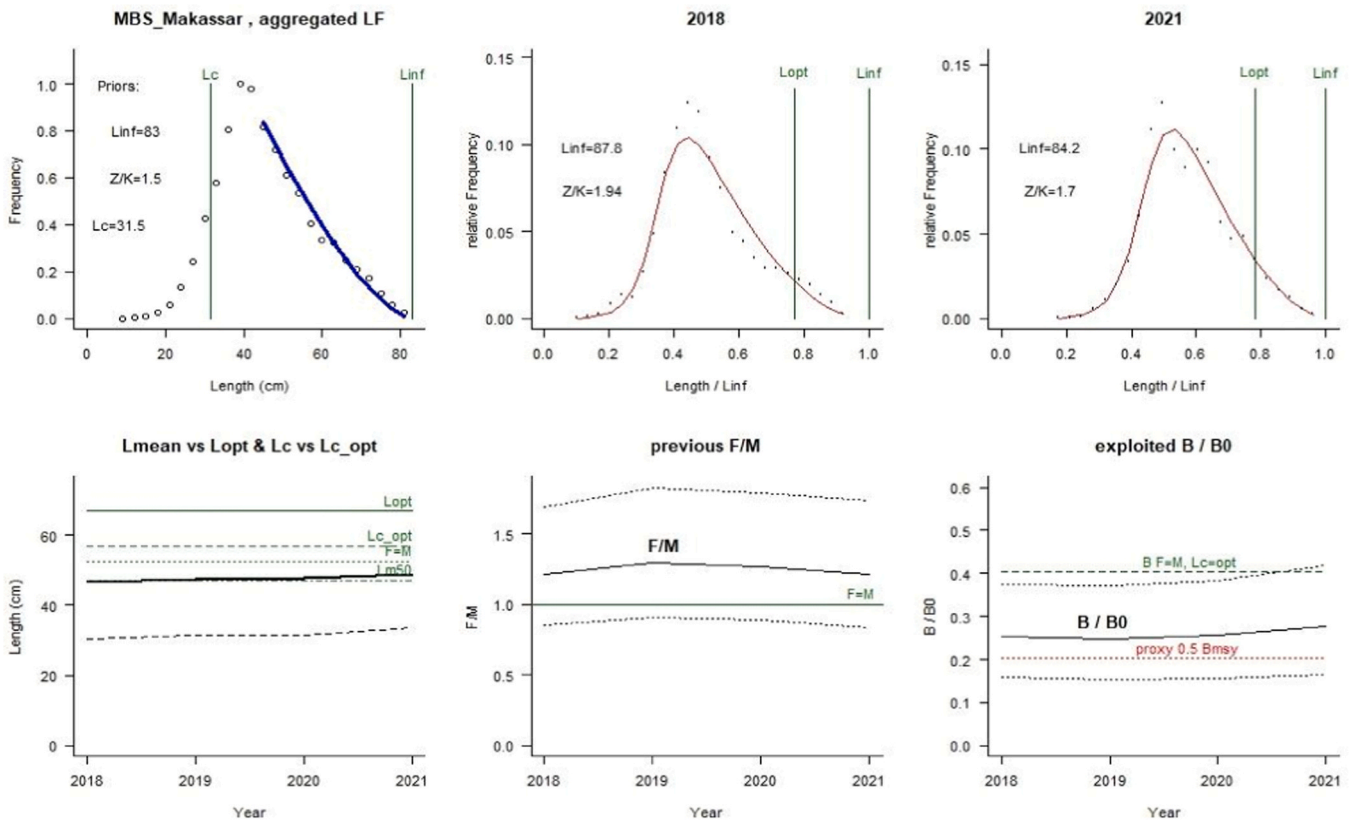 MBS_Makassar , aggregated LF
Frequency
1.0
0.8
0.6
0.4
0.2
0.0
Priors:
Linf=83
Z/K=1.5
Lc=31.5
Lc
Linf
0 20 40 60 80
Length (cm)
2018
relative Frequency
0.15
0.10
0.05
0.00
Linf=87.8
Z/K=1.94
Lopt
Linf
0.0 0.2 0.4 0.6 0.8 1.0
Length / Linf
2021
relative Frequency
0.15
0.10
0.05
0.00
Linf=84.2
Z/K=1.7
Lopt
Linf
0.0 0.2 0.4 0.6 0.8 1.0
Length / Linf
Lmean vs Lopt & Lc vs Lc_opt
Length (cm)
60
40
20
0
Lopt
Lc_opt
F=M
Lm50
2018 2019 2020 2021
Year
previous F/M
F/M
1.5
1.0
0.5
0.0
F/M
F=M
2018 2019 2020 2021
Year
exploited B / B0
B / B0
0.6
0.5
0.4
0.3
0.2
0.1
0.0
B F=M, Lc=opt
B / B0
proxy 0.5 Bmsy
2018 2019 2020 2021
Year